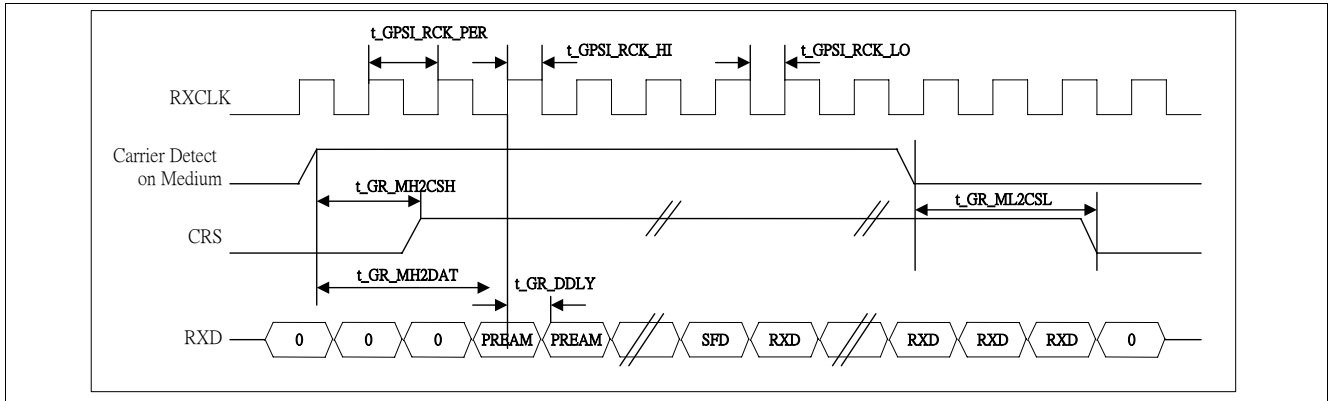 t_GPSI_RCK_PER
t_GPSI_RCK_HI
t_GPSI_RCK_LO
RXCLK
Carrier Detect
on Medium
t_GR_MH2CSH
t_GR_ML2CSL
CRS
t_GR_MH2DAT
t_GR_DDLY
RXD
0 0 0 PREAM PREAM SFD RXD RXD RXD RXD 0